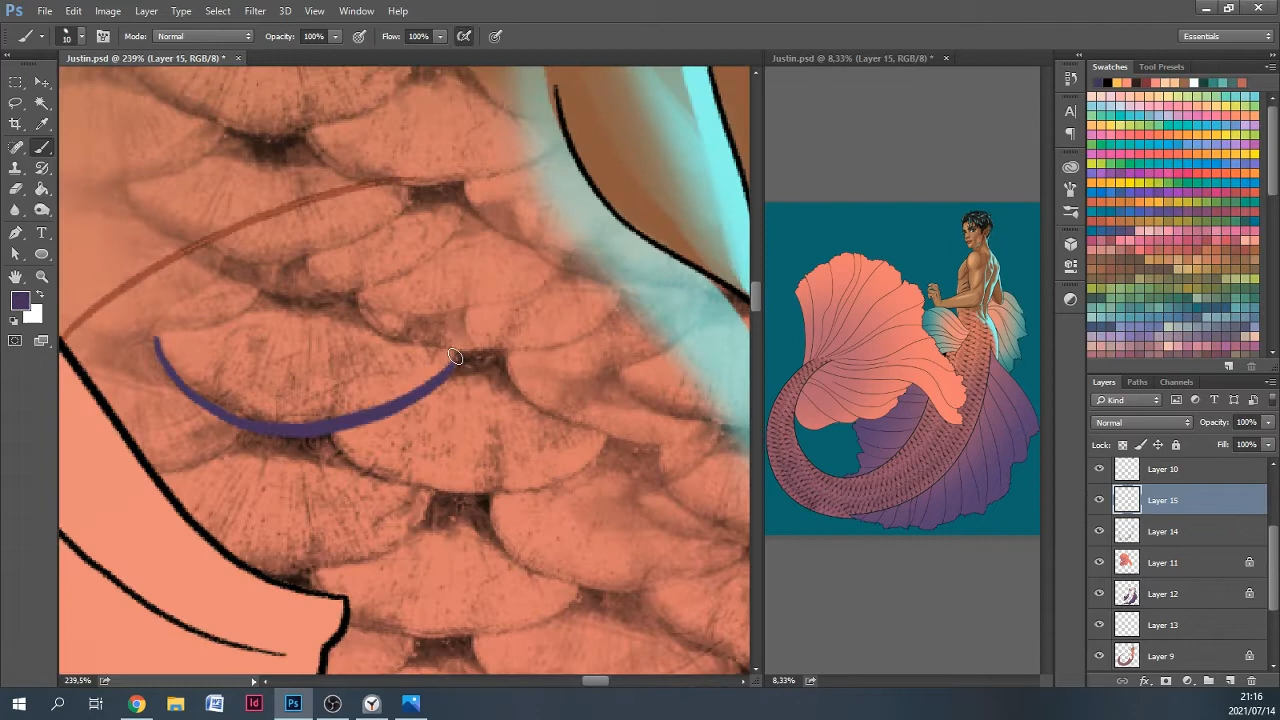 Ps File Edit Image Layer Type Select Filter 3D View Window Help
10 Mode: Normal Opacity: 100% Flow: 100% Essentials
Justin.psd @ 239% (Layer 15, RGB/8) * × Justin.psd @ 8,33% (Layer 15, RGB/8) * ×
Swatches Tool Presets
Layers Paths Channels
Kind
Normal Opacity: 100%
Lock: Fill: 100%
Layer 10
Layer 15
Layer 14
Layer 11
Layer 12
Layer 13
Layer 9
239,5% 8,33%
Id Ps
21:16
2021/07/14